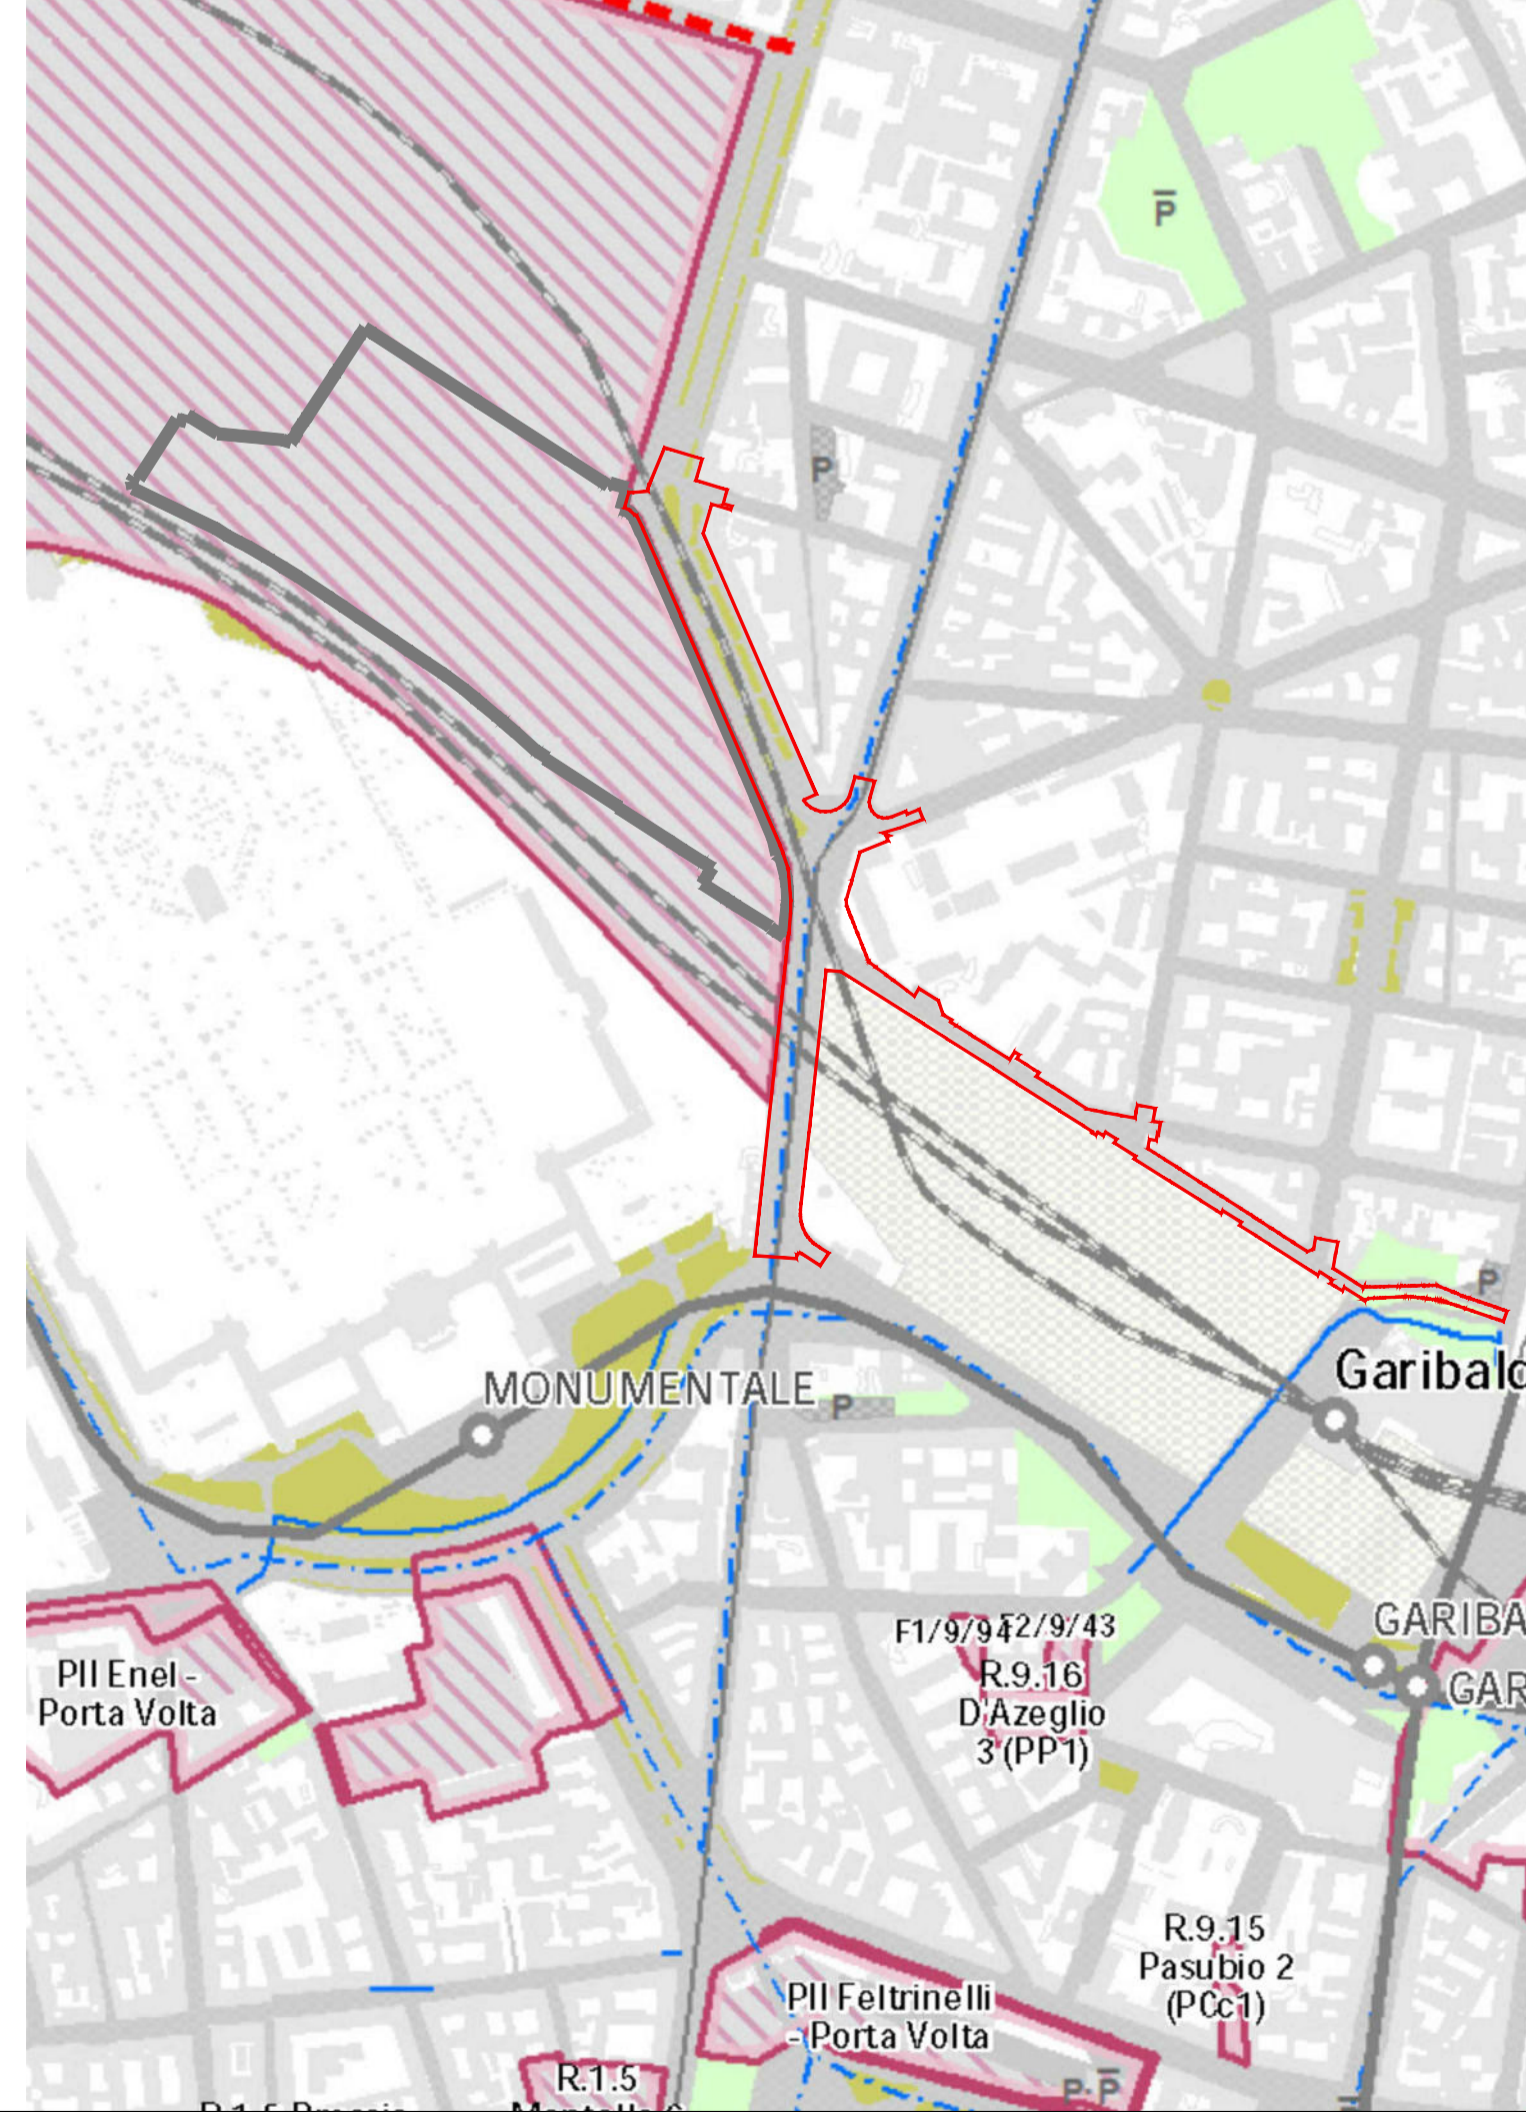 P
P
MONUMENTALE
P
P
Garibald
F1/9/94
F2/9/43
R.9.16
D'Azeglio
3 (PP1)
GARIBA
GAR
PII Enel -
Porta Volta
R.9.15
Pasubio 2
(PCc1)
PII Feltrinelli
- Porta Volta
P P
R.1.5